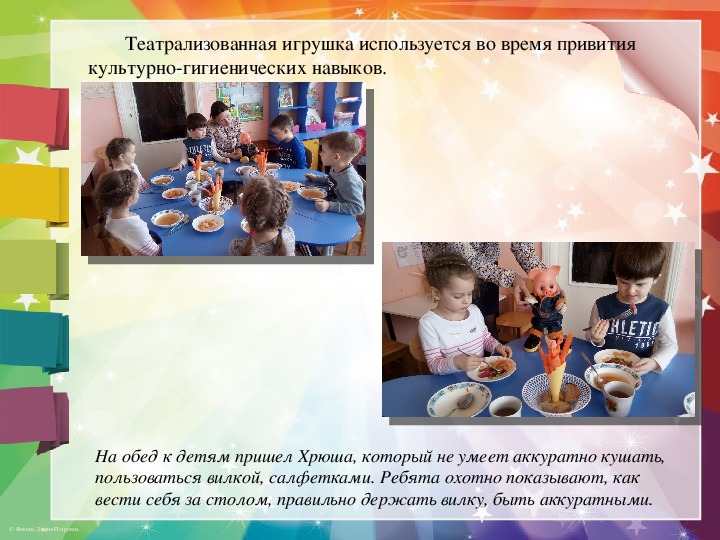 Театрализованная игрушка используется во время привития
культурно-гигиенических навыков.
THLETIC
На обед к детям пришел Хрюша, который не умеет аккуратно кушать,
пользоваться вилкой, салфетками. Ребята охотно показывают, как
вести себя за столом, правильно держать вилку, быть аккуратными.